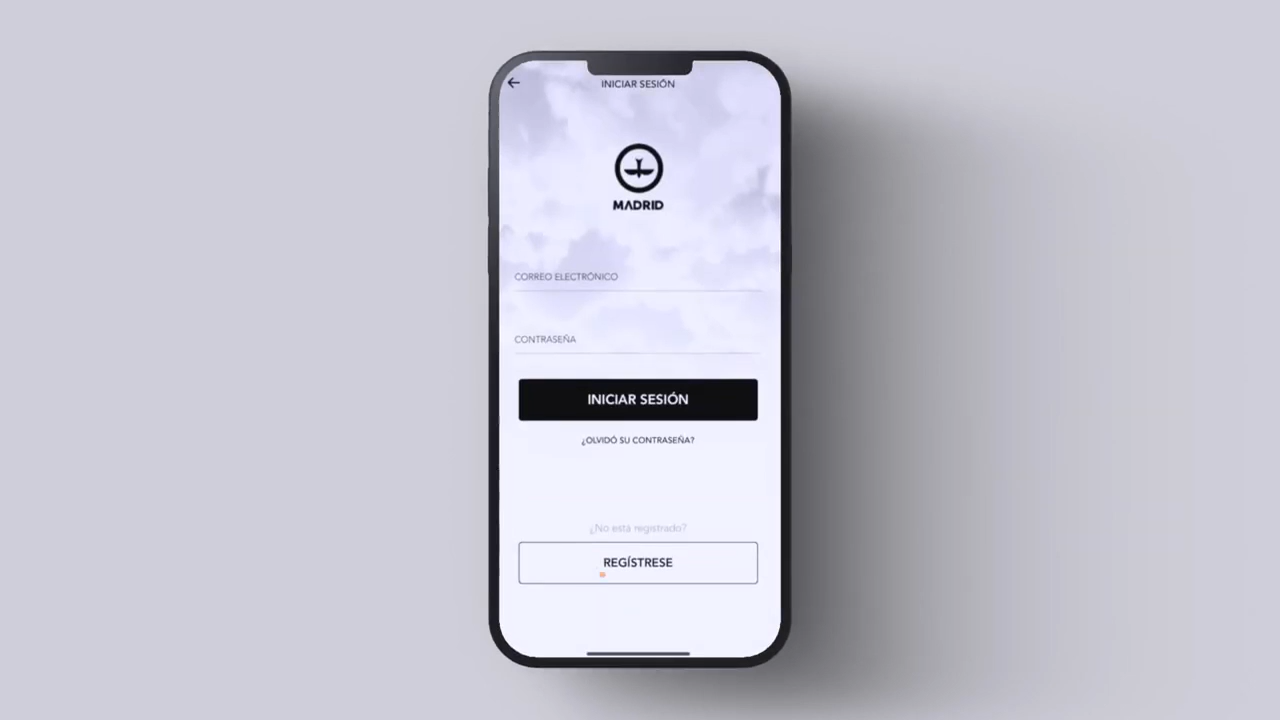 INICIAR SESIÓN
MADRID
CORREO ELECTRÓNICO
CONTRASEÑA
INICIAR SESIÓN
¿OLVIDÓ SU CONTRASEÑA?
¿No está registrado?
REGÍSTRESE